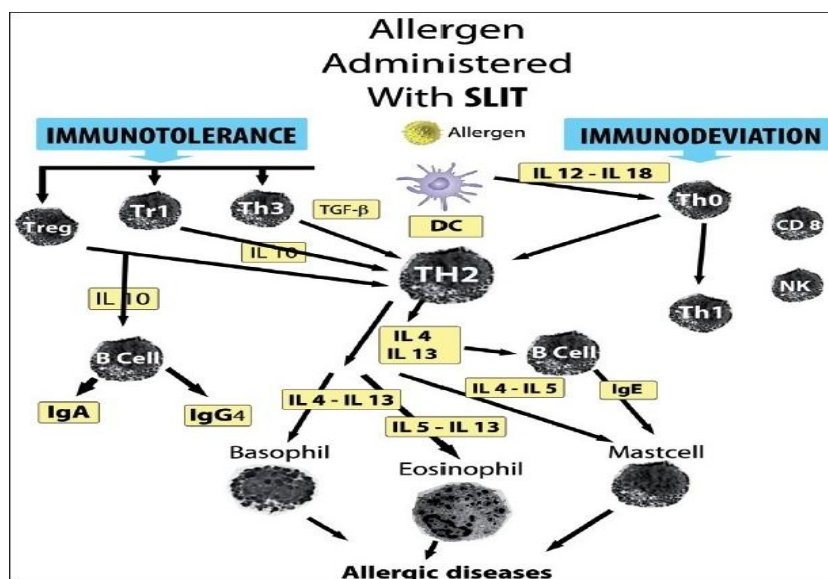 Allergen
Administered
With SLIT
IMMUNOTOLERANCE
Allergen
IMMUNODEVIATION
IL 12 - IL 18
Treg
Tr1
Th3
TGF-β
DC
Th0
CD 8
IL 10
TH2
NK
IL 10
Th1
IL 4
IL 13
B Cell
B Cell
IgA
IgG4
IL 4 - IL 13
IL 4 - IL 5
IgE
IL 5 - IL 13
Basophil
Eosinophil
Mastcell
Allergic diseases